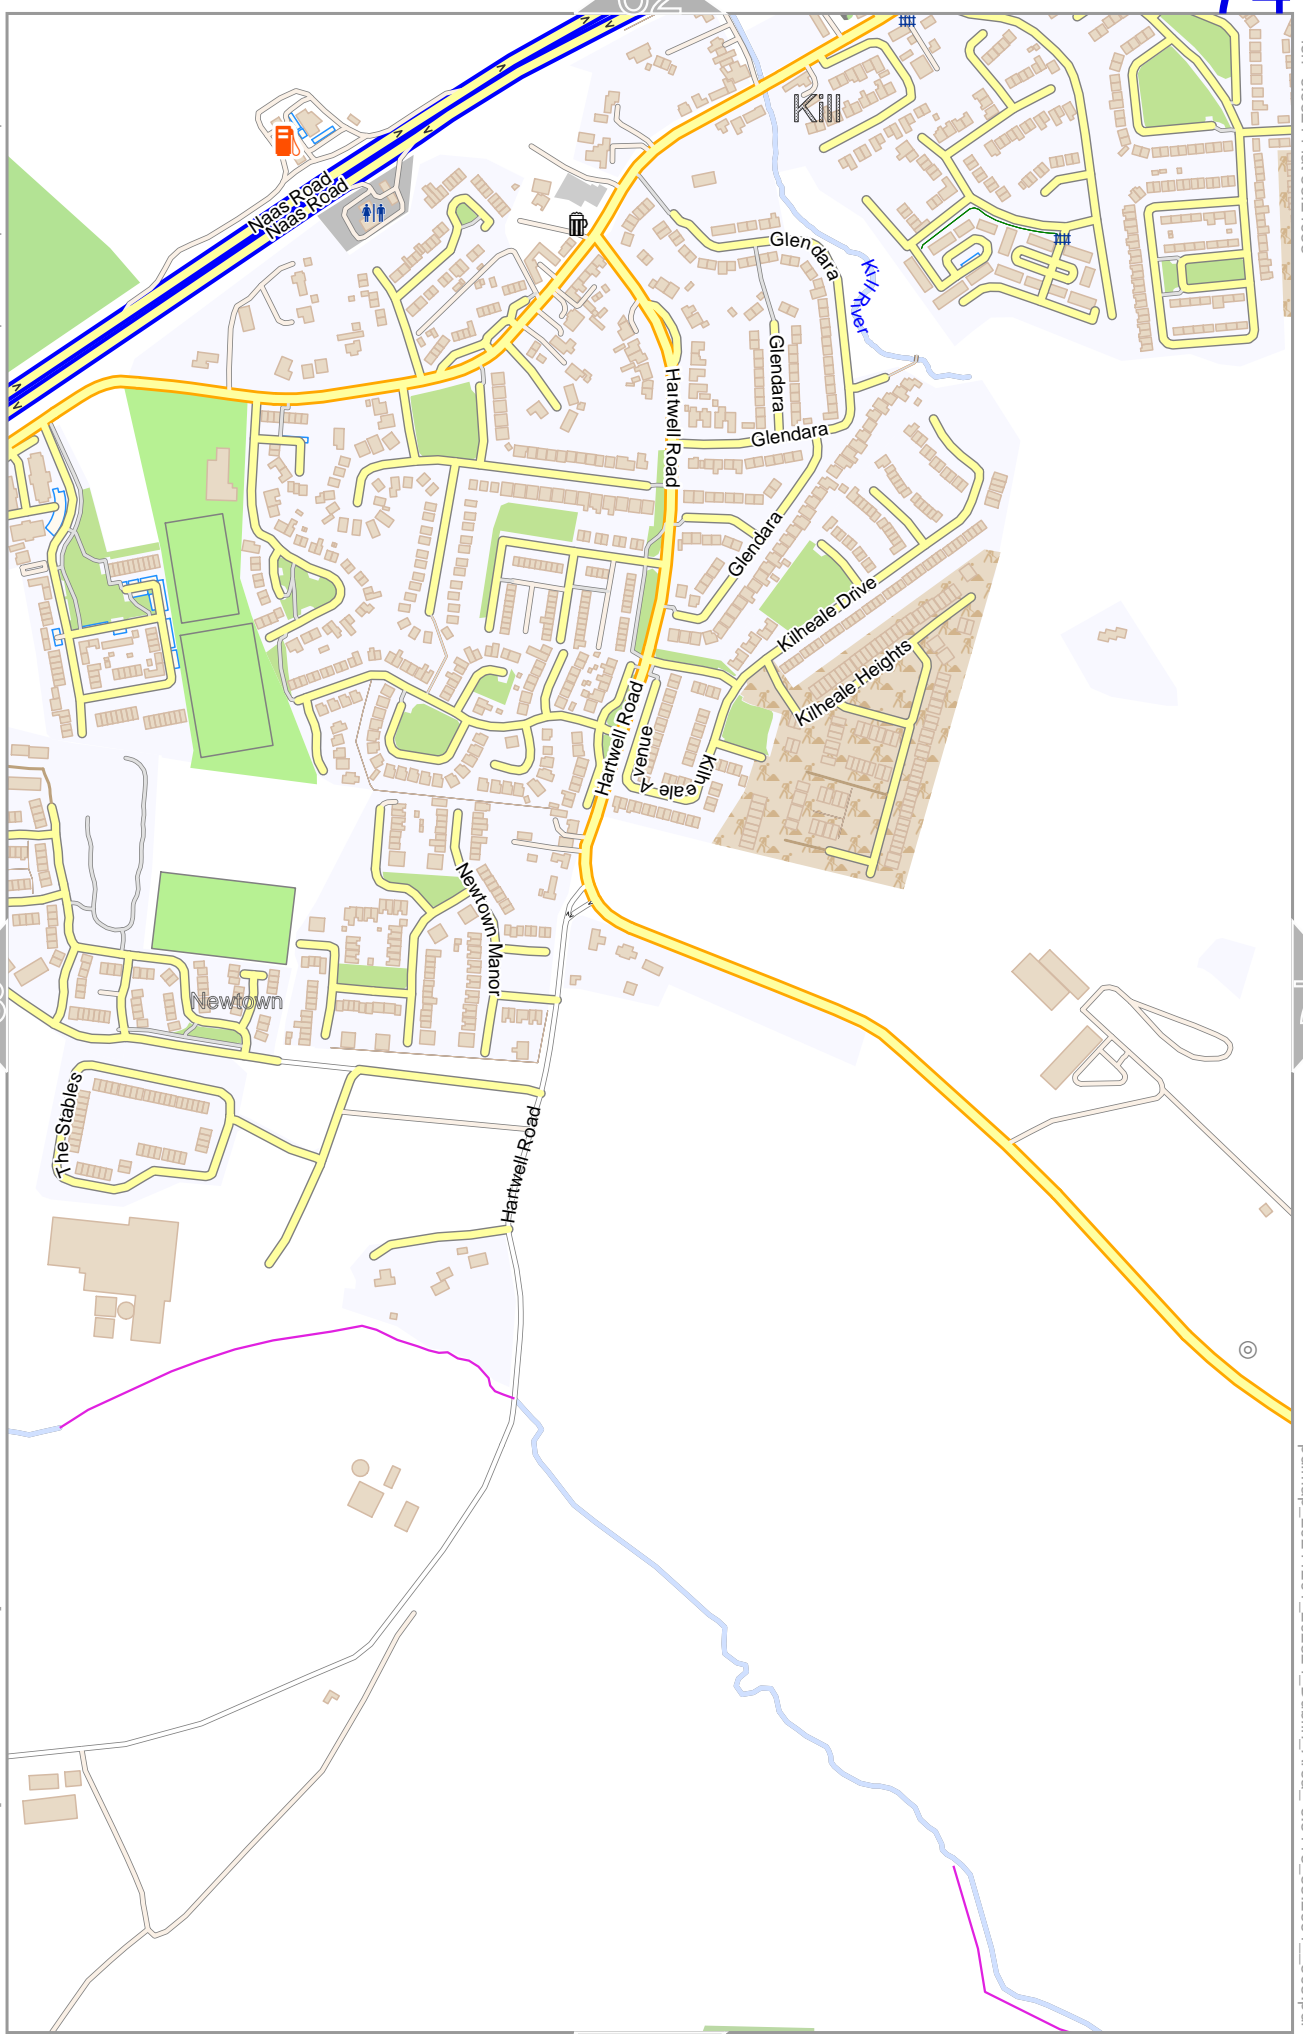 Kill
Naas Road
Naas Road
Glendara
Kill River
Glendara
Hartwell Road
Glendara
Glendara
Kilheale Drive
Kilheale Heights
Hartwell Road
Kilheale Avenue
Newtown Manor
Newtown
The Stables
Hartwell Road